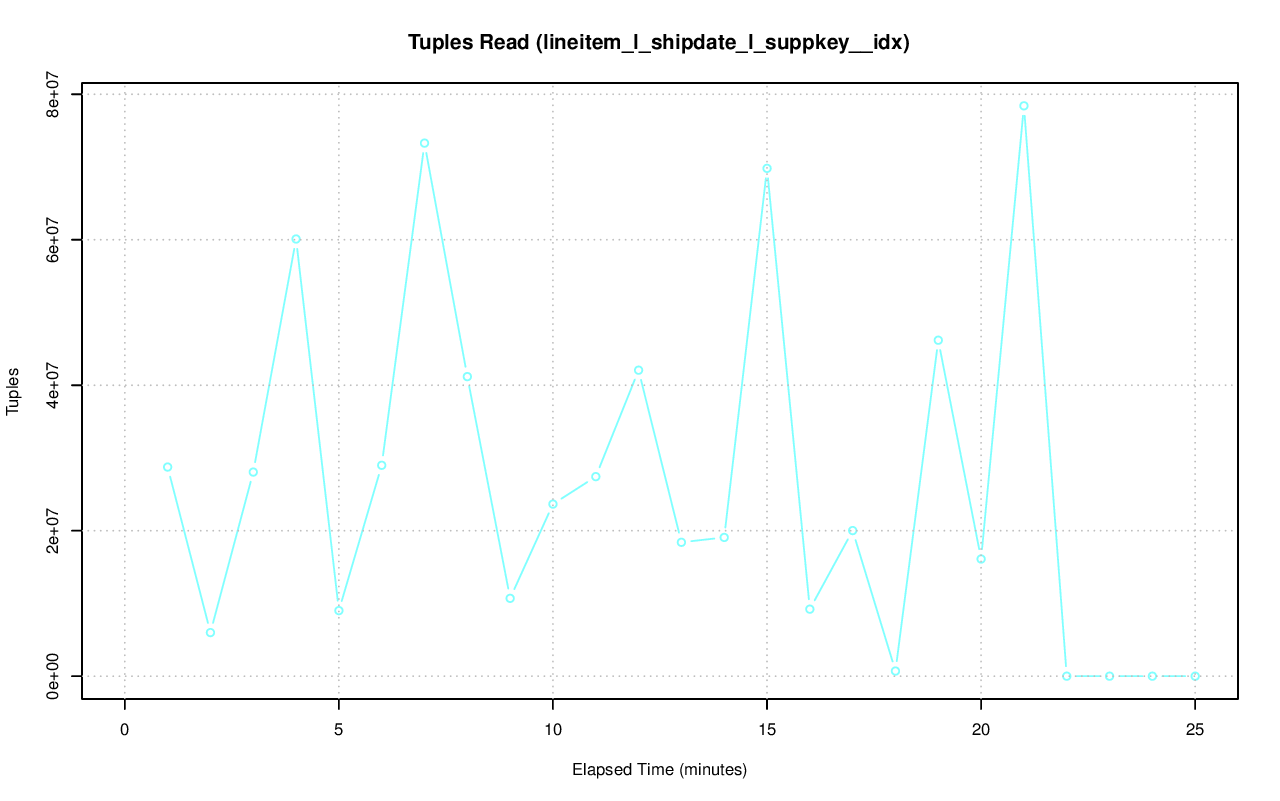 Tuples Read (lineitem_l_shipdate_l_suppkey__idx)
8e+07
6e+07
4e+07
2e+07
0e+00
Tuples
0 5 10 15 20 25
Elapsed Time (minutes)